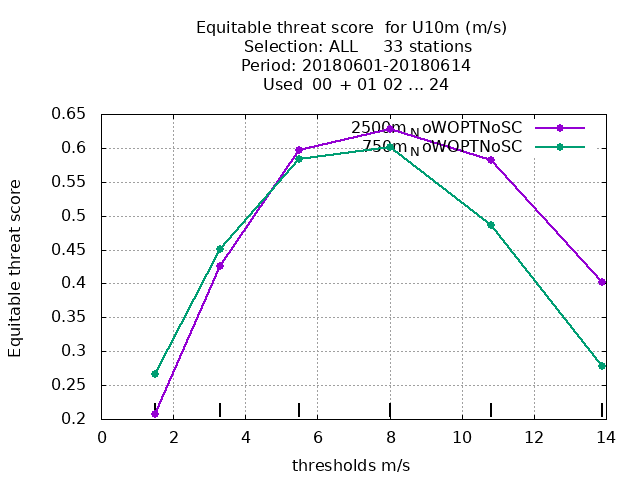 Equitable threat score  for U10m (m/s)
Selection: ALL     33 stations
Period: 20180601-20180614
Used  00  + 01 02 ... 24
0.65
0.6
0.55
0.5
0.45
0.4
0.35
0.3
0.25
0.2
Equitable threat score
2500mNoWOPTNoSC
750mNoWOPTNoSC
0 2 4 6 8 10 12 14
thresholds m/s